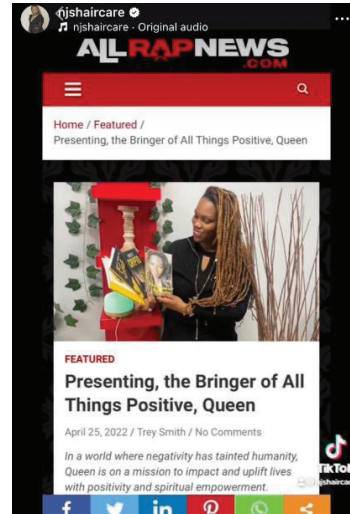 njshaircare
njshaircare · Original audio
ALLRAPNEWS
.COM
Home / Featured /
Presenting, the Bringer of All Things Positive, Queen
FEATURED
Presenting, the Bringer of All
Things Positive, Queen
April 25, 2022 / Trey Smith / No Comments
In a world where negativity has tainted humanity,
Queen is on a mission to impact and uplift lives
with positivity and spiritual empowerment.
TikTok